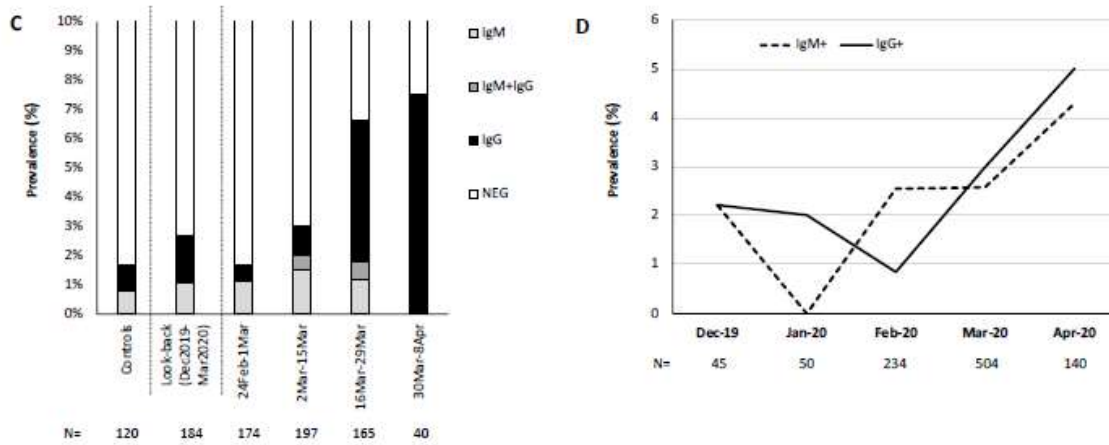 C
Prevalence (%)
10%
9%
8%
7%
6%
5%
4%
3%
2%
1%
0%
IgM
IgM+IgG
IgG
NEG
Controls
Look-back
(Dec2019-
Mar2020)
24Feb-1Mar
2Mar-15Mar
16Mar-29Mar
30Mar-8Apr
N= 120 184 174 197 165 40
D
Prevalence (%)
6
5
4
3
2
1
0
IgM+ IgG+
Dec-19 Jan-20 Feb-20 Mar-20 Apr-20
N= 45 50 234 504 140